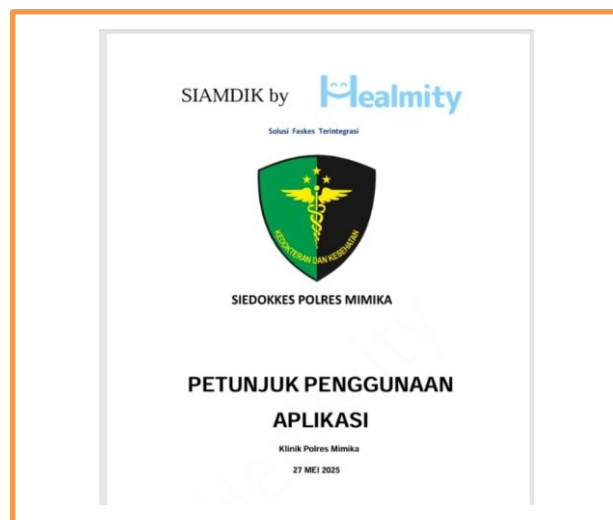 SIAMDIK by Healmity
Solusi Faskes Terintegrasi
KEDOKTERAN DAN KESEHATAN
SIEDOKKES POLRES MIMIKA
PETUNJUK PENGGUNAAN
APLIKASI
Klinik Polres Mimika
27 MEI 2025
Healmity